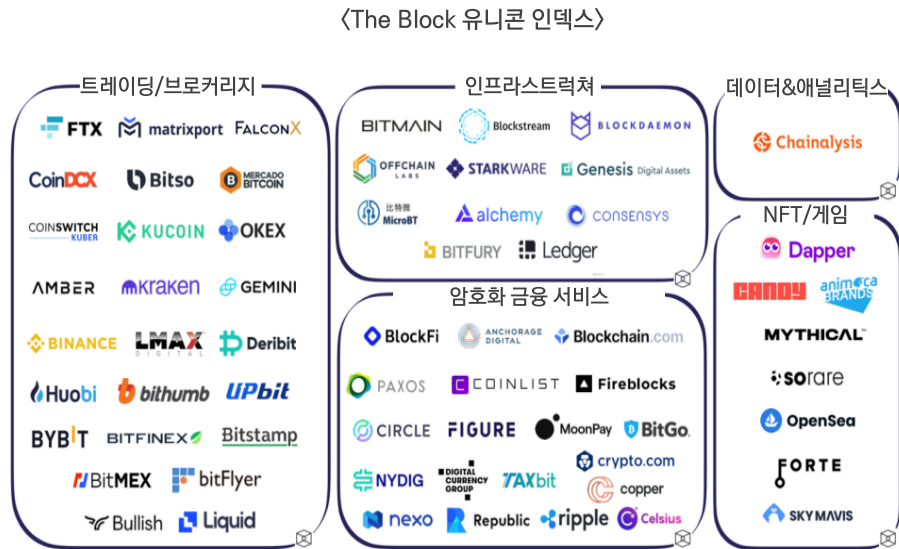 〈The Block 유니콘 인덱스〉
트레이딩/브로커리지
FTX matrixport FALCONX
CoinDCX Bitso MERCADO BITCOIN
COINSWITCH KUBER KUCOIN OKEX
AMBER KRAKEN GEMINI
BINANCE LMAX DIGITAL Deribit
Huobi bithumb UPbit
BYBIT BITFINEX Bitstamp
BitMEX bitFlyer
Bullish Liquid
인프라스트럭쳐
BITMAIN Blockstream BLOCKDAEMON
OFFCHAIN LABS STARKWARE Genesis Digital Assets
比特微 MicroBT alchemy CONSENSYS
BITFURY Ledger
암호화 금융 서비스
BlockFi ANCHORAGE DIGITAL Blockchain.com
PAXOS COINLIST Fireblocks
CIRCLE FIGURE MoonPay BitGo
NYDIG DIGITAL CURRENCY GROUP TAXbit crypto.com
copper
nexo Republic ripple Celsius
데이터&애널리틱스
Chainalysis
NFT/게임
Dapper
CANDY animoca BRANDS
MYTHICAL
sorare
OpenSea
FORTE
SKY MAVIS